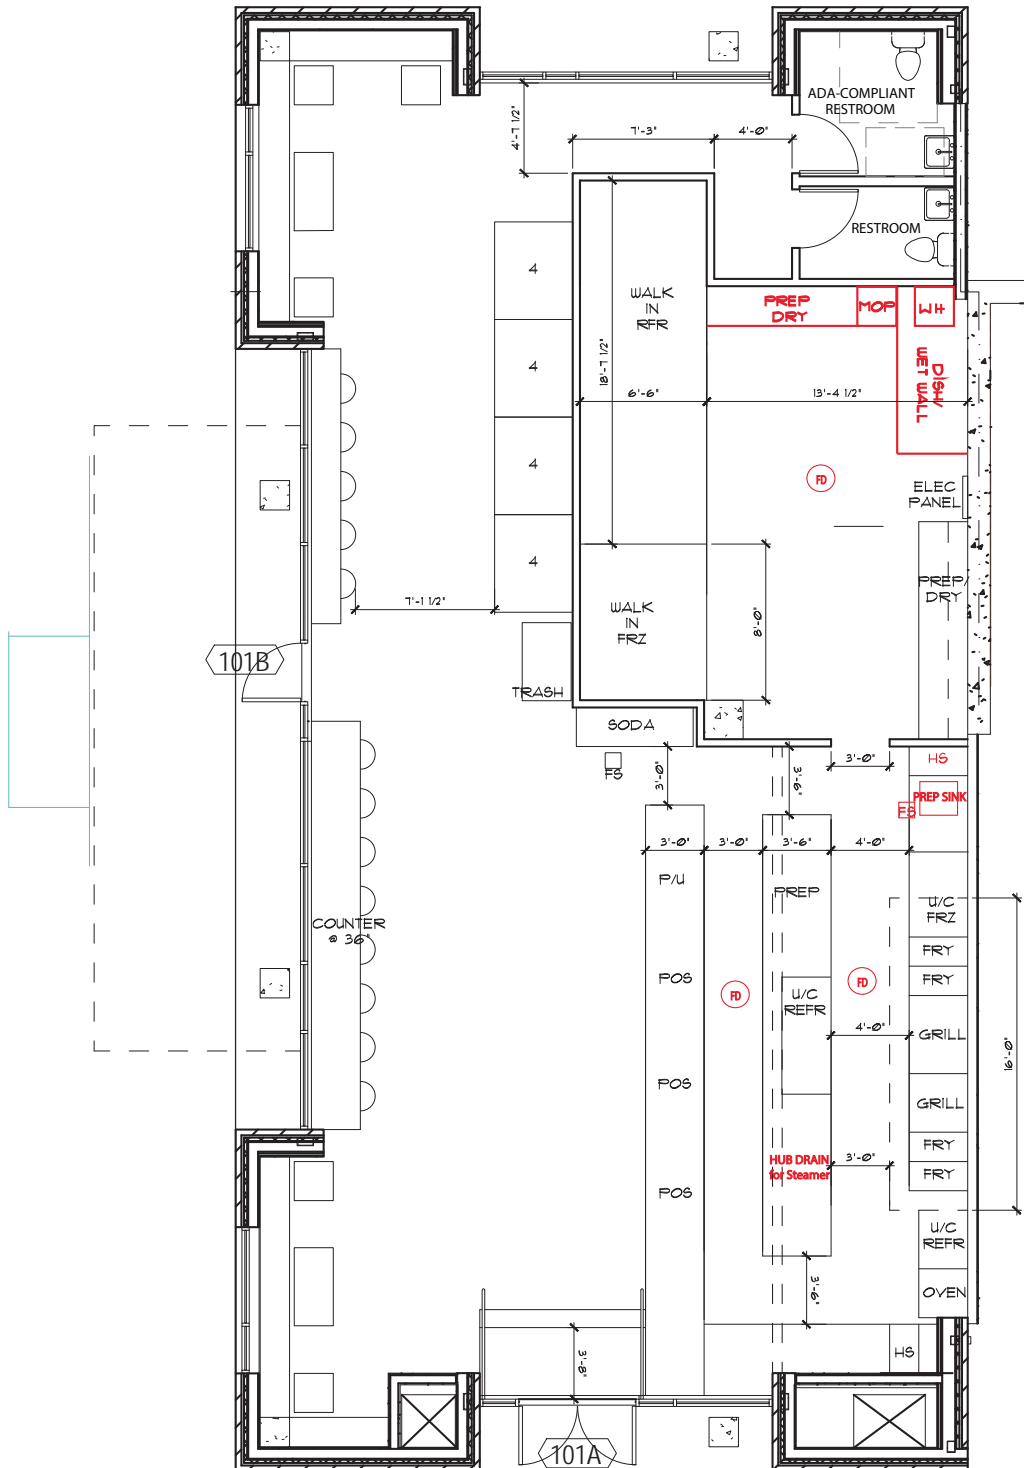 ADA-COMPLIANT
RESTROOM
4'-7 1/2"
7'-3"
4'-0"
RESTROOM
4
WALK
IN
RFR
PREP
DRY
MOP
HW
4
18'-7 1/2"
DISH/
WET WALL
6'-6"
13'-4 1/2"
4
FD
ELEC
PANEL
4
PREP/
DRY
7'-1 1/2"
WALK
IN
FRZ
8'-0"
101B
TRASH
SODA
FS
3'-0"
3'-6"
3'-0"
HS
PREP SINK
FS
3'-0"
3'-0"
3'-6"
4'-0"
P/U
PREP
COUNTER
@ 36"
U/C
FRZ
FRY
FRY
POS
FD
U/C
REFR
FD
4'-0"
GRILL
16'-0"
POS
GRILL
FRY
HUB DRAIN
for Steamer
3'-0"
FRY
POS
U/C
REFR
3'-6"
OVEN
3'-8"
HS
101A